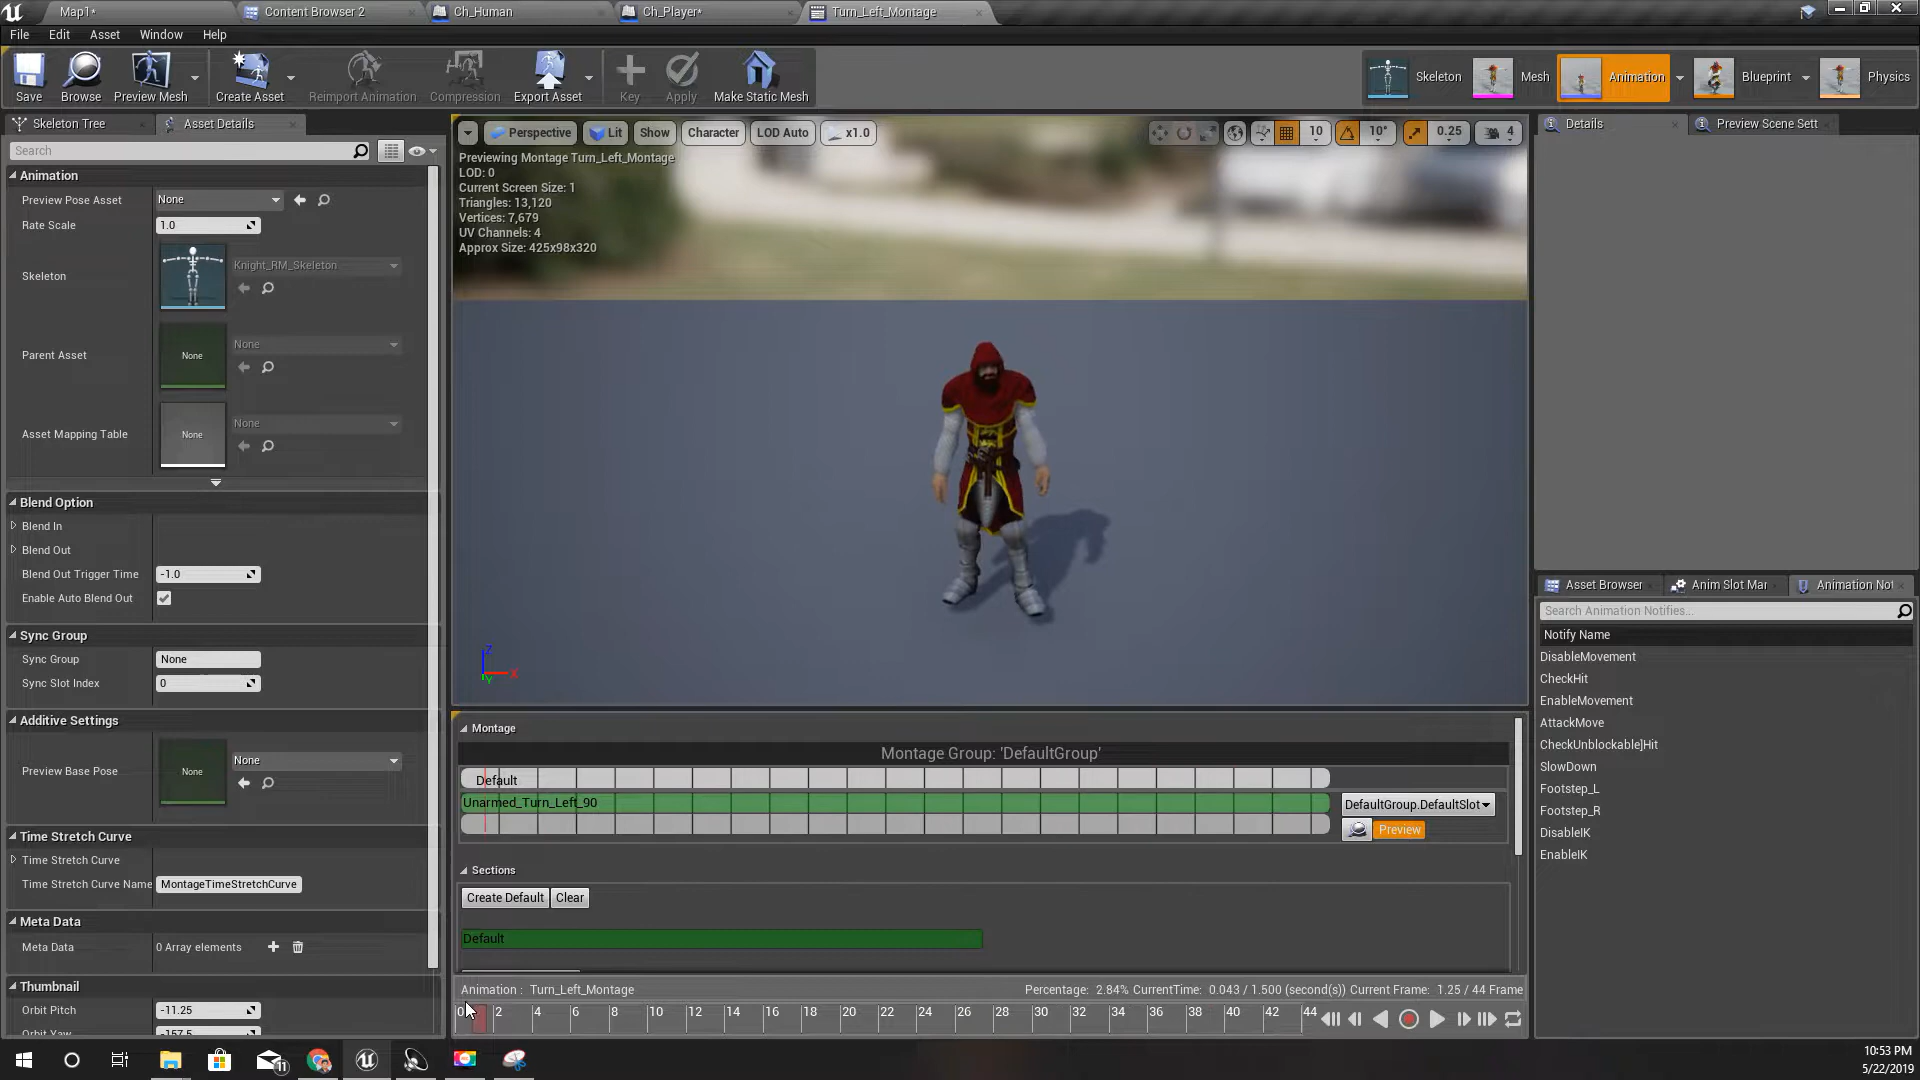 Map1*
Content Browser 2
Ch_Human
Ch_Player*
Turn_Left_Montage
File Edit Asset Window Help
Save
Browse
Preview Mesh
Create Asset
Reimport Animation
Compression
Export Asset
Key
Apply
Make Static Mesh
Skeleton
Mesh
Animation
Blueprint
Physics
Skeleton Tree
Asset Details
Search
Animation
Preview Pose Asset None
Rate Scale 1.0
Skeleton Knight_RM_Skeleton
Parent Asset None None
Asset Mapping Table None None
Blend Option
Blend In
Blend Out
Blend Out Trigger Time -1.0
Enable Auto Blend Out
Sync Group
Sync Group None
Sync Slot Index 0
Additive Settings
Preview Base Pose None None
Time Stretch Curve
Time Stretch Curve
Time Stretch Curve Name MontageTimeStretchCurve
Meta Data
Meta Data 0 Array elements
Thumbnail
Orbit Pitch -11.25
Orbit Yaw -157.5
Perspective Lit Show Character LOD Auto x1.0
10 10° 0.25 4
Previewing Montage Turn_Left_Montage
LOD: 0
Current Screen Size: 1
Triangles: 13,120
Vertices: 7,679
UV Channels: 4
Approx Size: 425x98x320
Z
X
Y
Montage
Montage Group: 'DefaultGroup'
Default
Unarmed_Turn_Left_90
DefaultGroup.DefaultSlot
Preview
Sections
Create Default Clear
Default
Animation : Turn_Left_Montage
Percentage: 2.84% CurrentTime: 0.043 / 1.500 (second(s)) Current Frame: 1.25 / 44 Frame
0 2 4 6 8 10 12 14 16 18 20 22 24 26 28 30 32 34 36 38 40 42 44
Details
Preview Scene Sett
Asset Browser
Anim Slot Mar
Animation Not
Search Animation Notifies...
Notify Name
DisableMovement
CheckHit
EnableMovement
AttackMove
CheckUnblockable]Hit
SlowDown
Footstep_L
Footstep_R
DisableIK
EnableIK
11
10:53 PM
5/22/2019